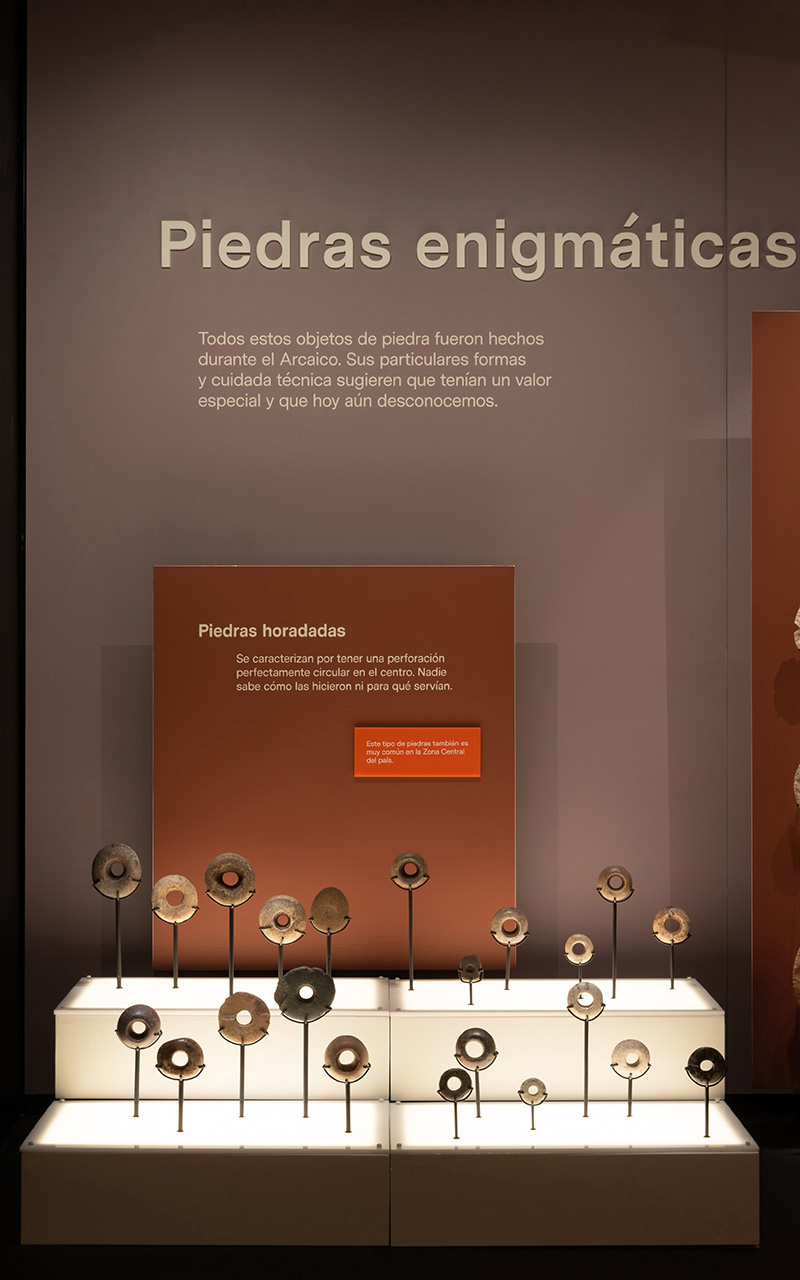 Piedras enigmáticas
Todos estos objetos de piedra fueron hechos
durante el Arcaico. Sus particulares formas
y cuidada técnica sugieren que tenían un valor
especial y que hoy aún desconocemos.
Piedras horadadas
Se caracterizan por tener una perforación
perfectamente circular en el centro. Nadie
sabe cómo las hicieron ni para qué servían.
Este tipo de piedras también es
muy común en la Zona Central
del país.